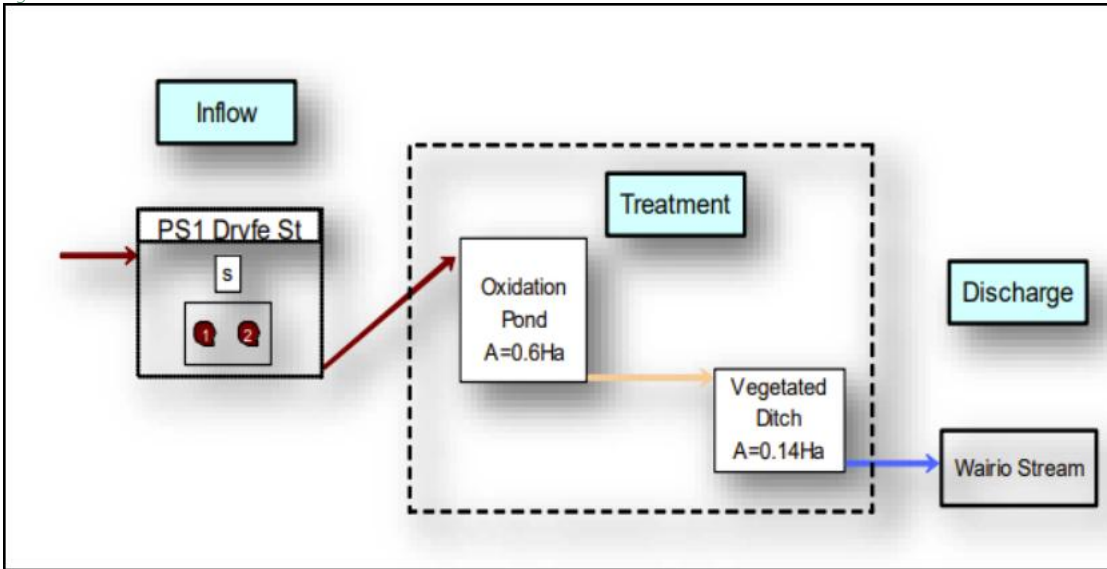 Inflow
PS1 Dryfe St
s
1 2
Treatment
Oxidation
Pond
A=0.6Ha
Discharge
Vegetated
Ditch
A=0.14Ha
Wairio Stream